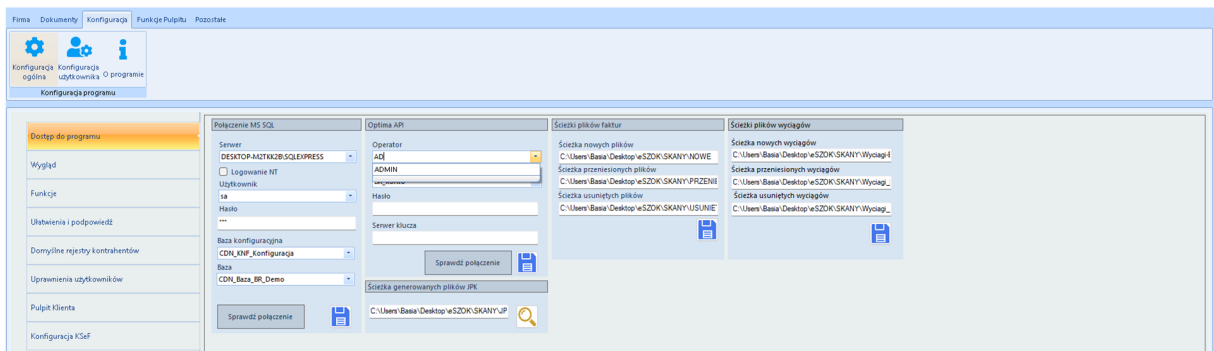 Firma Dokumenty Konfiguracja Funkcje Pulpitu Pozostałe
Konfiguracja ogólna
Konfiguracja użytkownika
O programie
Konfiguracja programu
Dostęp do programu
Wygląd
Funkcje
Ułatwienia i podpowiedź
Domyślne rejestry kontrahentów
Uprawnienia użytkowników
Pulpit Klienta
Konfiguracja KSeF
Połączenie MS SQL
Serwer
DESKTOP-M2TKK2B\SQLEXPRESS
Logowanie NT
Użytkownik
sa
Hasło
***
Baza konfiguracyjna
CDN_KNF_Konfiguracja
Baza
CDN_Baza_BR_Demo
Sprawdź połączenie
Optima API
Operator
AD
ADMIN
Hasło
Serwer klucza
Sprawdź połączenie
Ścieżka generowanych plików JPK
C:\Users\Basia\Desktop\eSZOK\SKANY\JP
Ścieżki plików faktur
Ścieżka nowych plików
C:\Users\Basia\Desktop\eSZOK\SKANY\NOWE
Ścieżka przeniesionych plików
C:\Users\Basia\Desktop\eSZOK\SKANY\PRZENIE
Ścieżka usuniętych plików
C:\Users\Basia\Desktop\eSZOK\SKANY\USUNIE
Ścieżki plików wyciągów
Ścieżka nowych wyciągów
C:\Users\Basia\Desktop\eSZOK\SKANY\Wyciagi-
Ścieżka przeniesionych wyciągów
C:\Users\Basia\Desktop\eSZOK\SKANY\Wyciagi_
Ścieżka usuniętych wyciągów
C:\Users\Basia\Desktop\eSZOK\SKANY\Wyciagi_